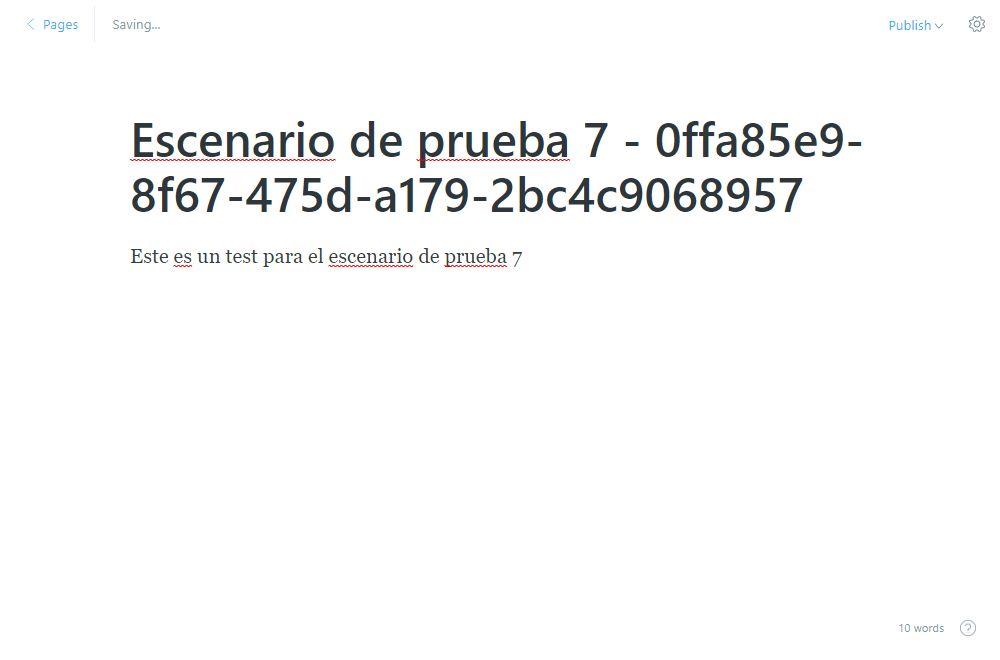 Pages
Saving...
Publish
Escenario de prueba 7 - 0ffa85e9-
8f67-475d-a179-2bc4c9068957
Este es un test para el escenario de prueba 7
10 words
?